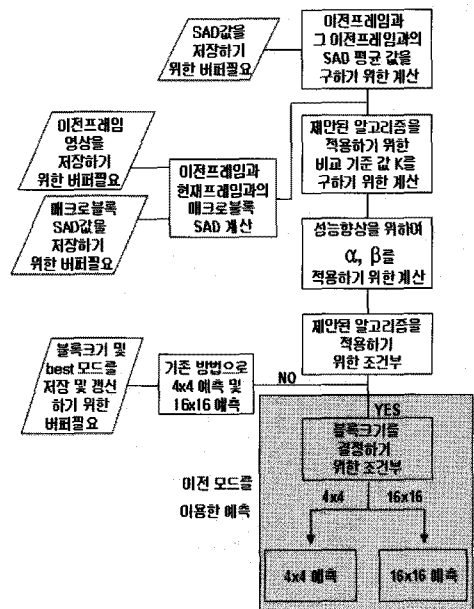 SAD값을
저장하기
위한 버퍼필요
이전프레임과
그 이전프레임과의
SAD 평균 값을
구하기 위한 계산
이전프레임
영상을
저장하기
위한 버퍼필요
매크로블록
SAD값을
저장하기
위한 버퍼필요
이전프레임과
현재프레임과의
매크로블록
SAD 계산
제안된 알고리즘을
적용하기 위한
비교 기준 값 K를
구하기 위한 계산
성능향상을 위하여
α, β를
적용하기 위한 계산
제안된 알고리즘을
적용하기
위한 조건부
블록크기 및
best 모드를
저장 및 갱신
하기 위한
버퍼필요
기존 방법으로
4x4 예측 및
16x16 예측
NO
YES
블록크기를
결정하기
위한 조건부
이전 모드를
이용한 예측
4x4
16x16
4x4 예측
16x16 예측